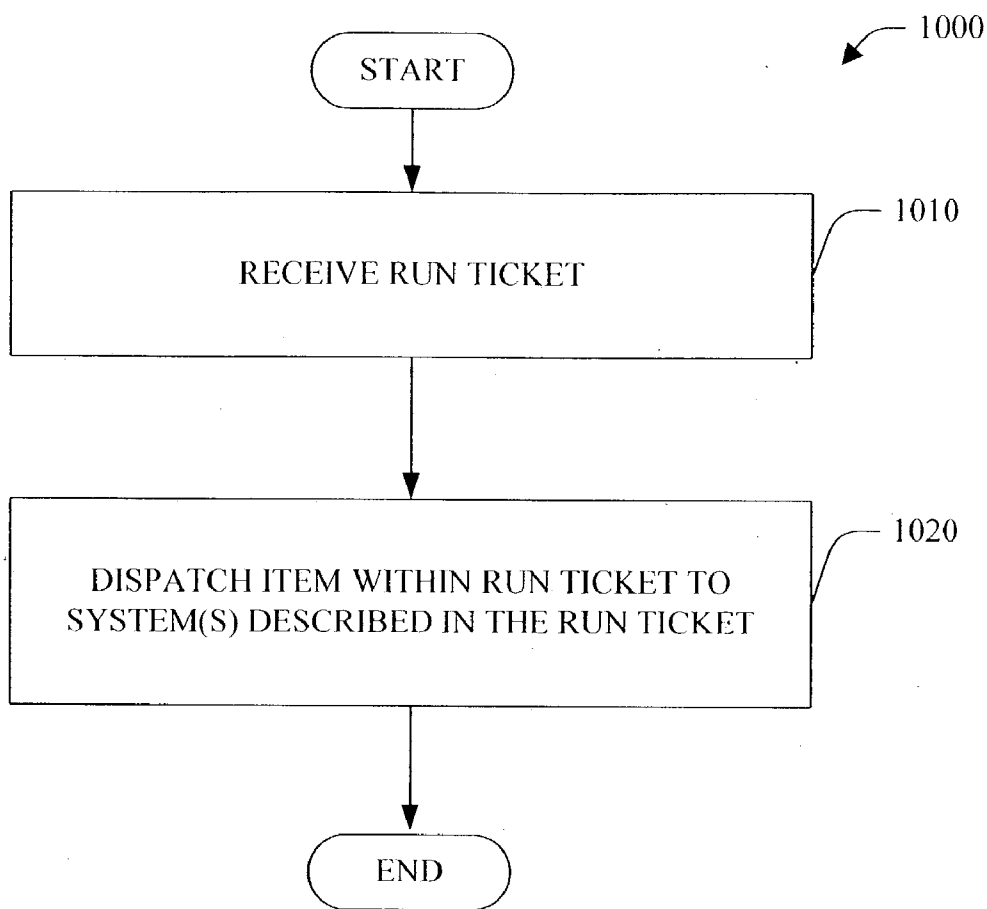 1000
START
1010
RECEIVE RUN TICKET
1020
DISPATCH ITEM WITHIN RUN TICKET TO
SYSTEM(S) DESCRIBED IN THE RUN TICKET
END